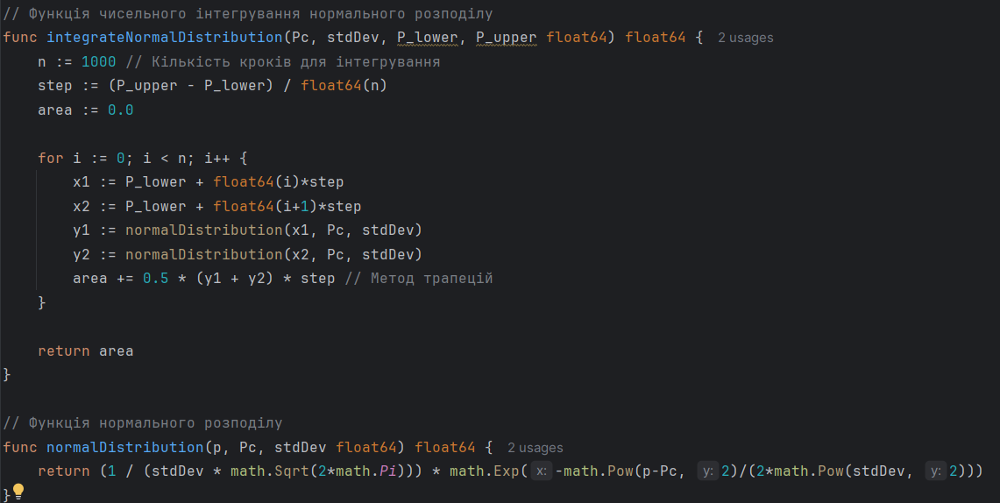 // Функція чисельного інтегрування нормального розподілу
func integrateNormalDistribution(Pc, stdDev, P_lower, P_upper float64) float64 {  2 usages
    n := 1000 // Кількість кроків для інтегрування
    step := (P_upper - P_lower) / float64(n)
    area := 0.0

    for i := 0; i < n; i++ {
        x1 := P_lower + float64(i)*step
        x2 := P_lower + float64(i+1)*step
        y1 := normalDistribution(x1, Pc, stdDev)
        y2 := normalDistribution(x2, Pc, stdDev)
        area += 0.5 * (y1 + y2) * step // Метод трапецій
    }

    return area
}

// Функція нормального розподілу
func normalDistribution(p, Pc, stdDev float64) float64 {  2 usages
    return (1 / (stdDev * math.Sqrt(2*math.Pi))) * math.Exp( x: -math.Pow(p-Pc,  y: 2)/(2*math.Pow(stdDev,  y: 2)))
}